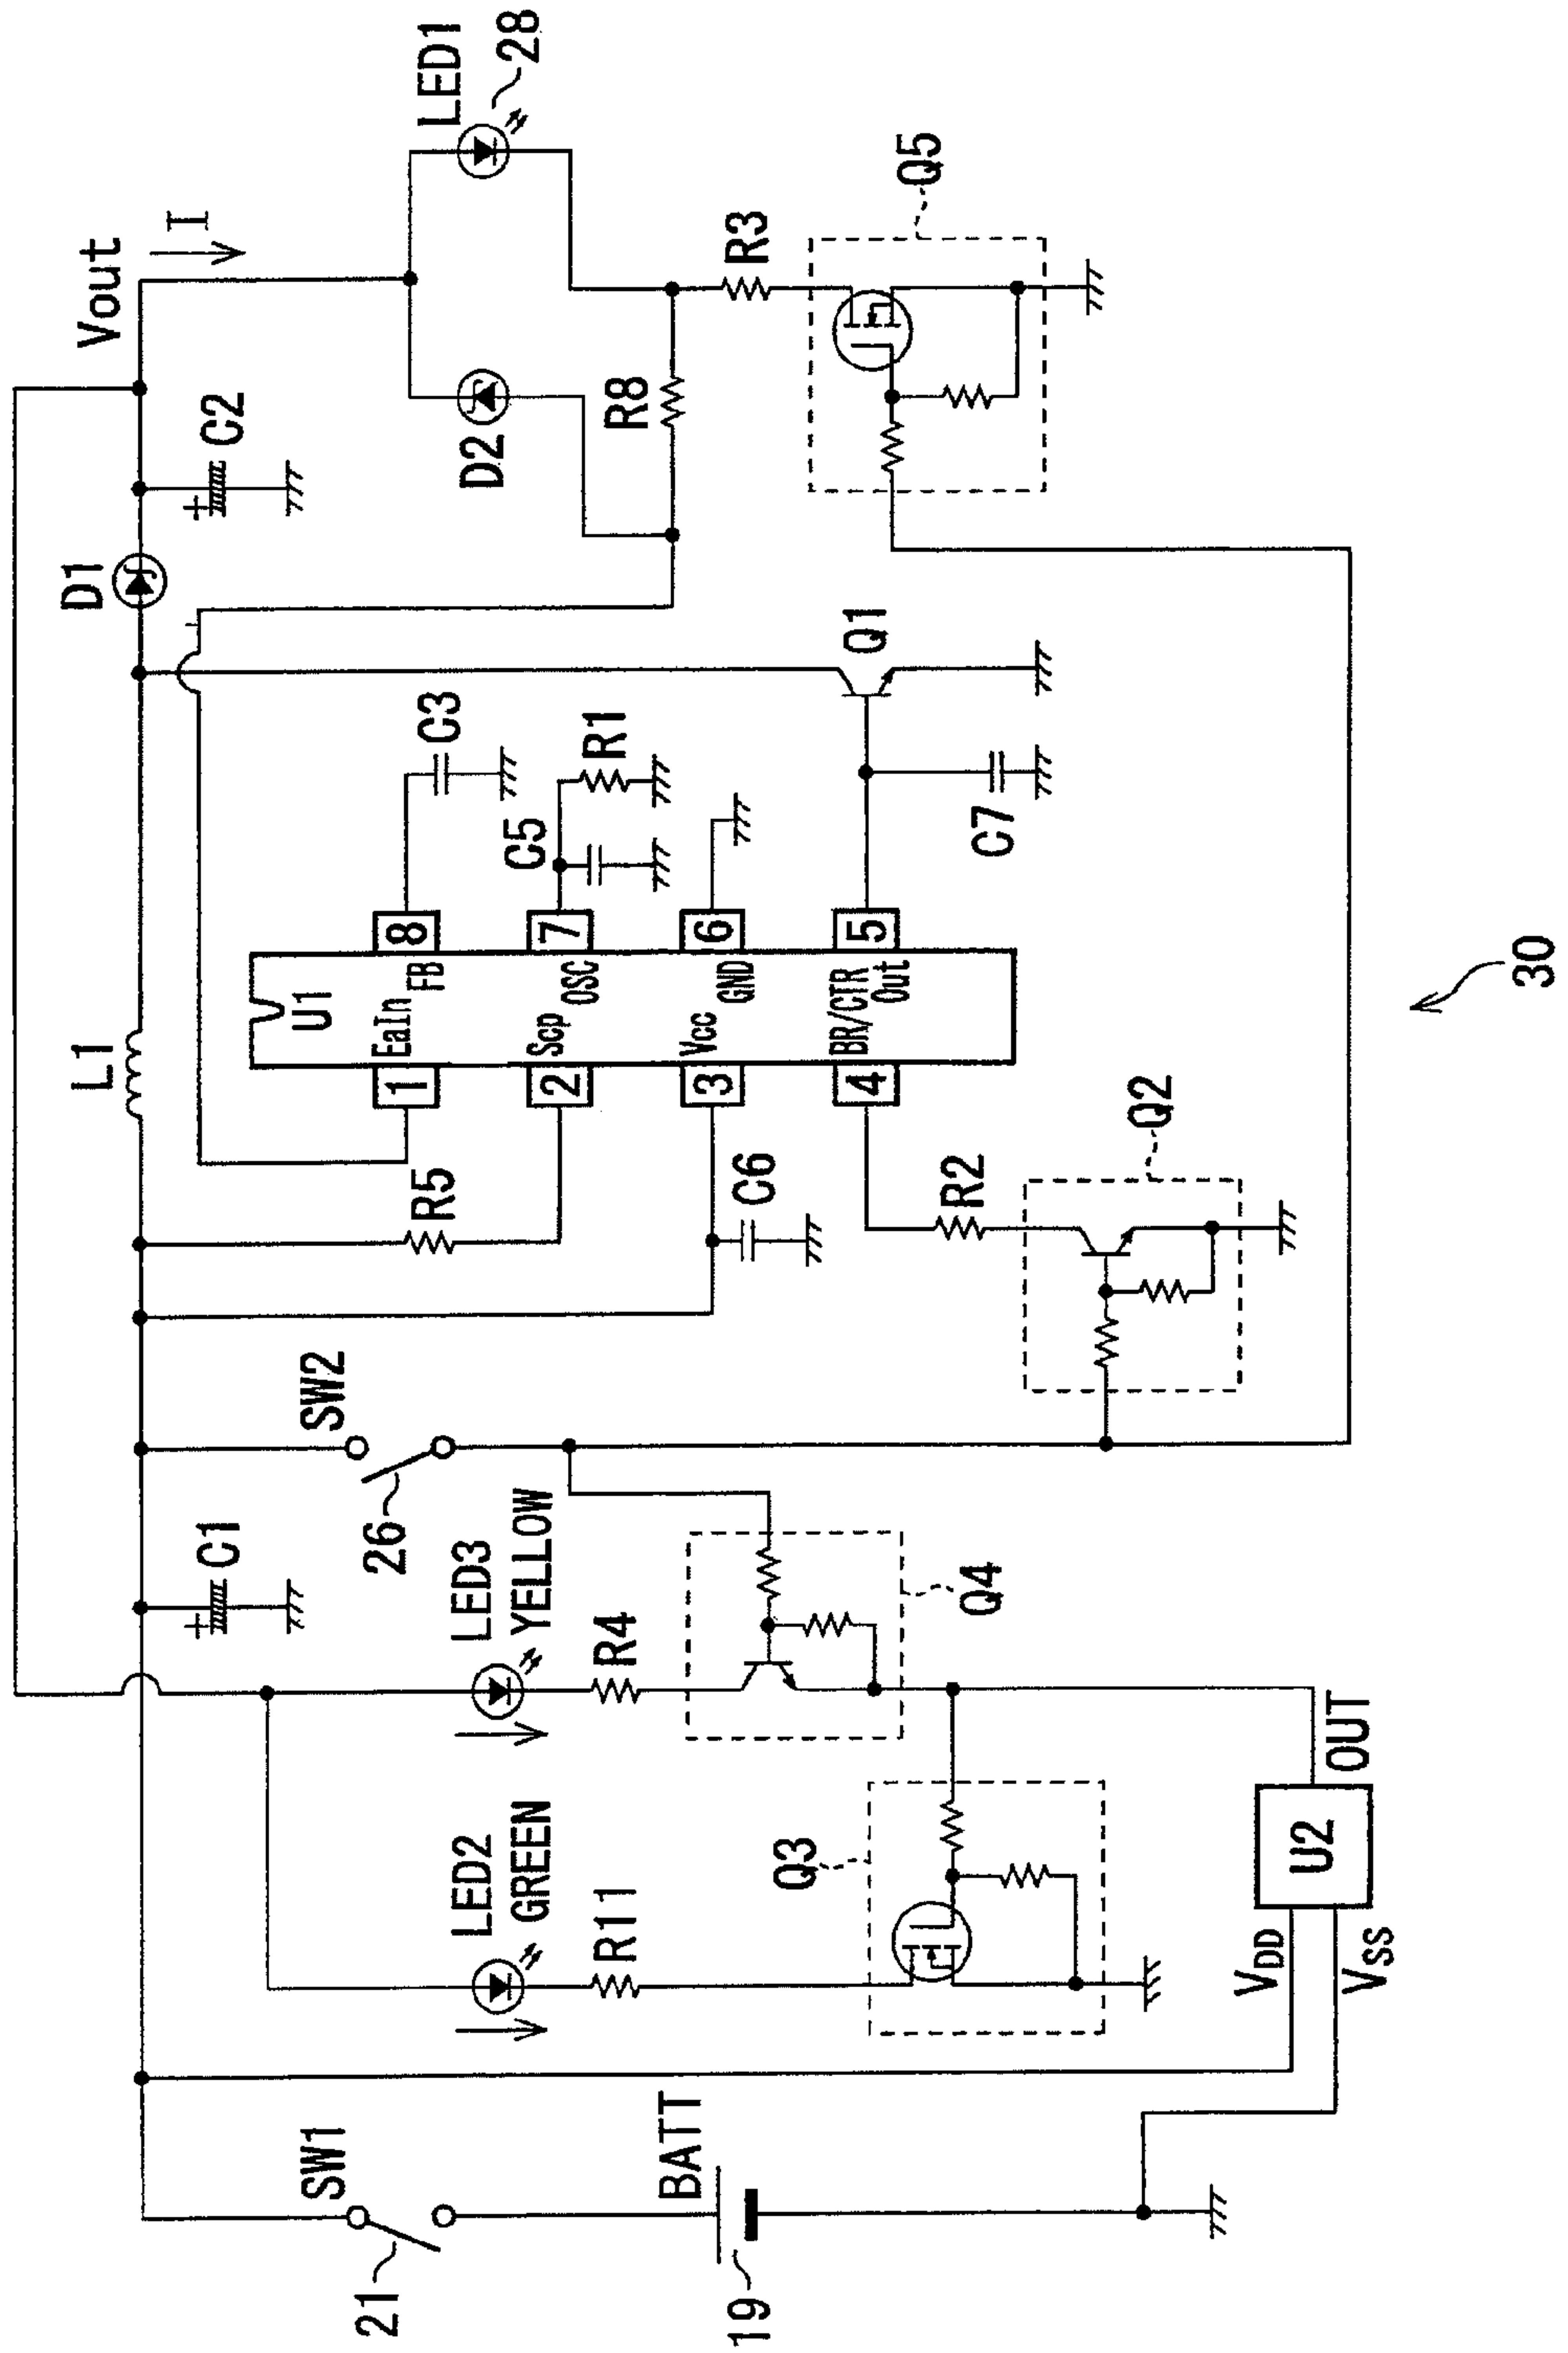 Vout
I
LED1
28
C2
D1
D2
R8
R3
Q5
L1
C3
R1
C5
Q1
C7
8
7
6
5
U1
EaIn
FB
Scp
OSC
Vcc
GND
BR/CTR
Out
1
2
3
4
R5
C6
R2
Q2
30
SW2
26
C1
LED3
YELLOW
R4
Q4
LED2
GREEN
R11
Q3
OUT
U2
VDD
VSS
SW1
21
BATT
19